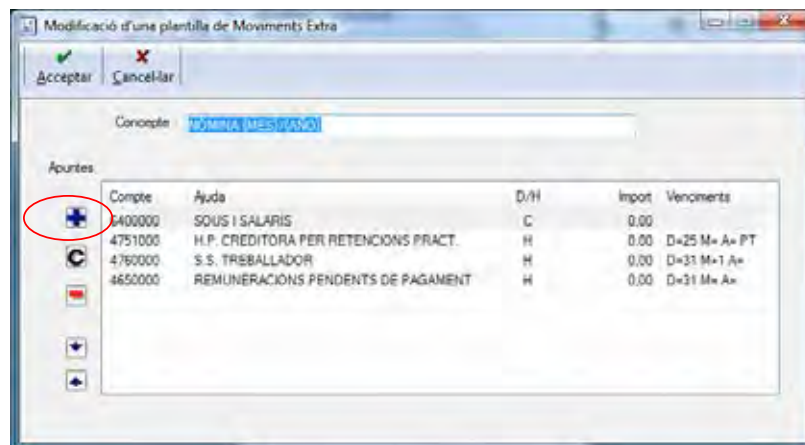 Modificació d'una plantilla de Moviments Extra
Acceptar Cancel·lar
Concepte NÒMINA (MES)/(ANO)
Apuntes
Compte Ajuda D/H Import Venciments
6400000 SOUS I SALARIS C 0.00
4751000 H.P. CREDITORA PER RETENCIONS PRACT. H 0.00 D=25 M= A= PT
4760000 S.S. TREBALLADOR H 0.00 D=31 M=1 A=
4650000 REMUNERACIONS PENDENTS DE PAGAMENT H 0.00 D=31 M= A=
C